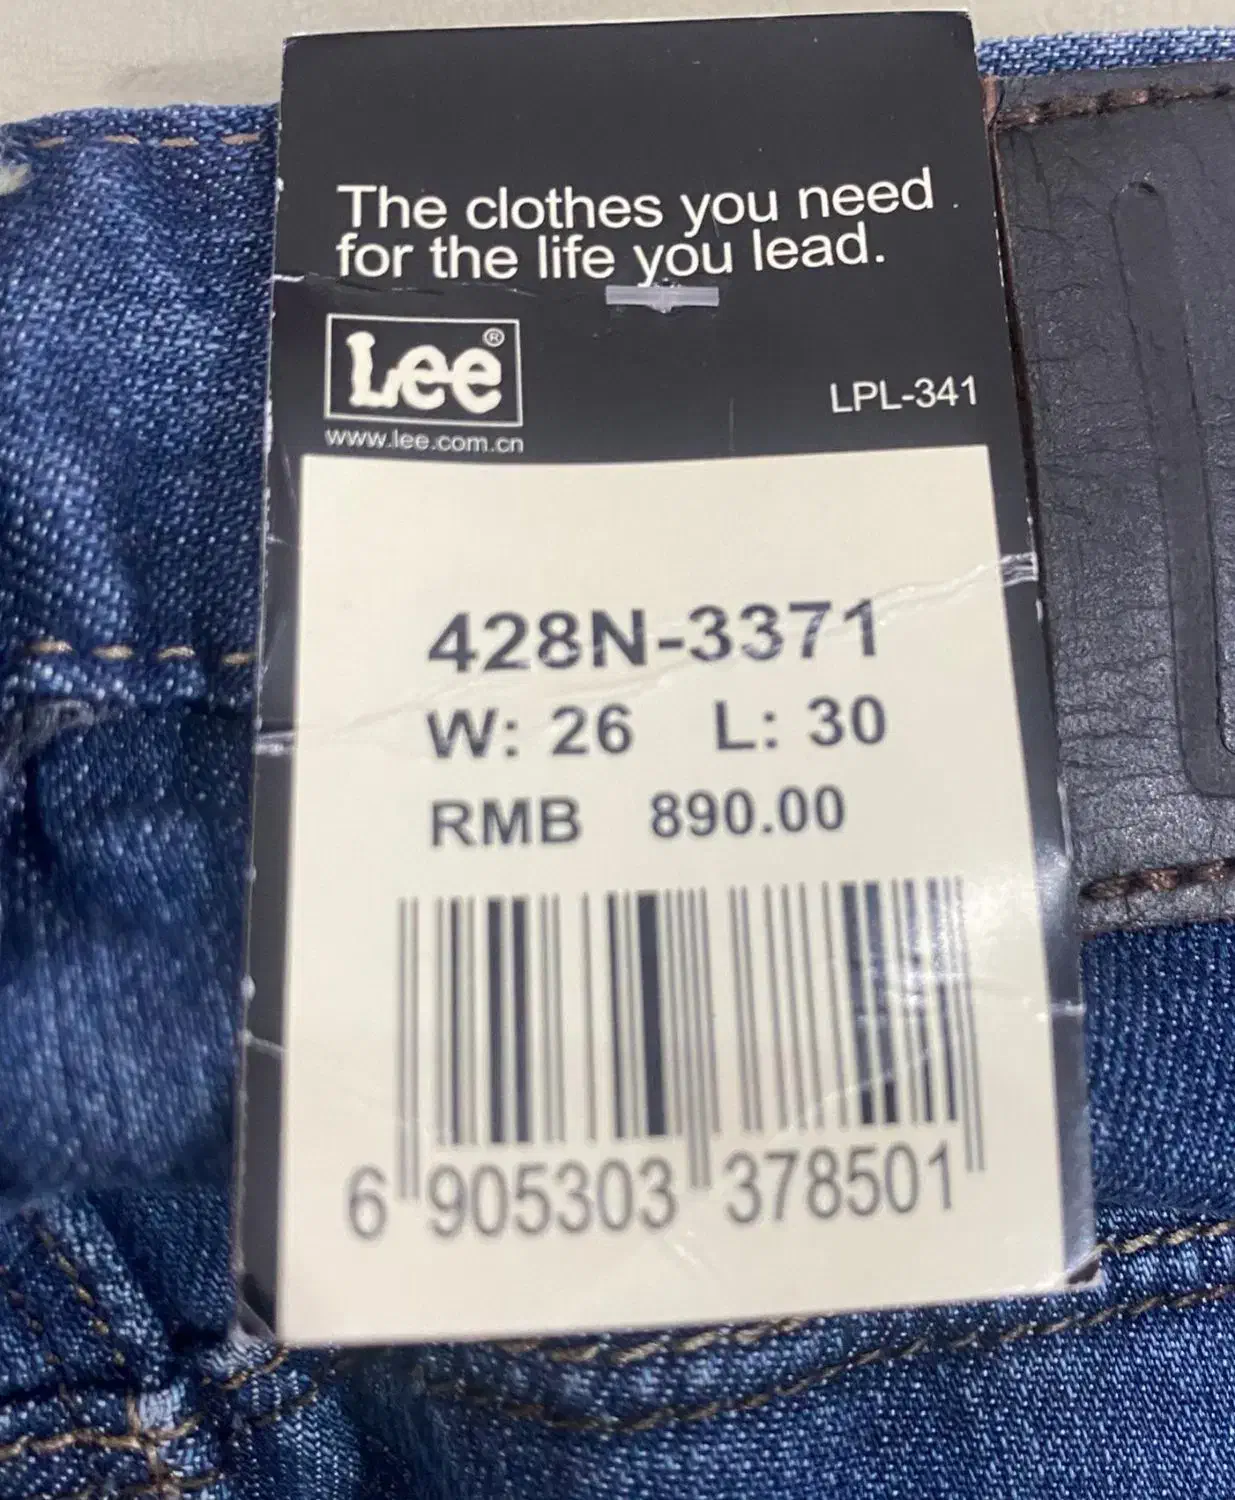 The clothes you need
for the life you lead.
Lee®
www.lee.com.cn
LPL-341
428N-3371
W: 26 L: 30
RMB 890.00
6 905303 378501